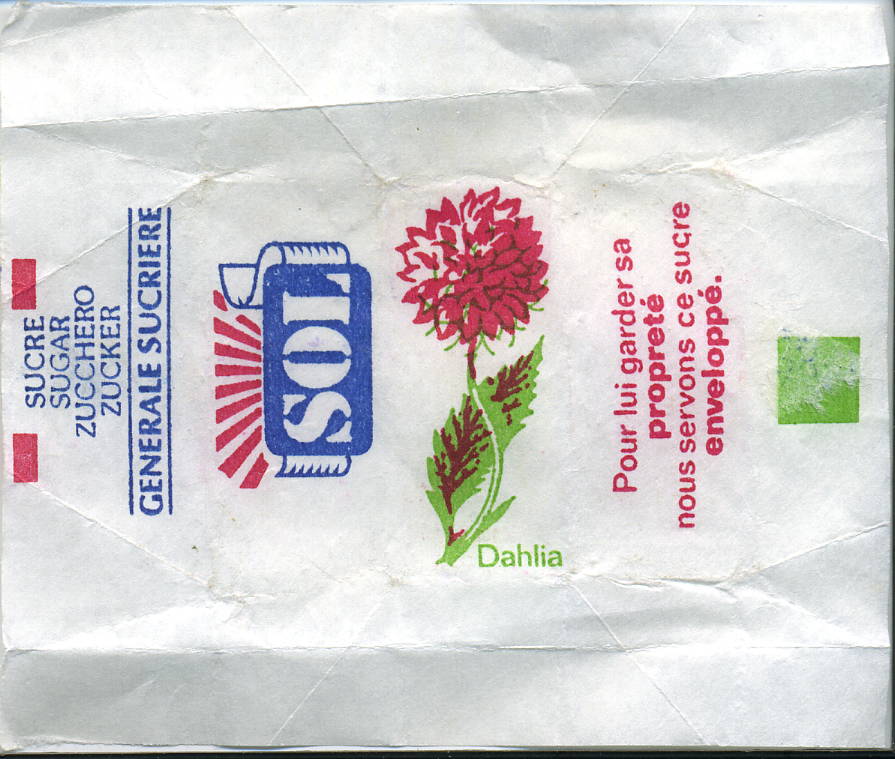 SUCRE
SUGAR
ZUCCHERO
ZUCKER
GENERALE SUCRIERE
SOL
Dahlia
Pour lui garder sa
propreté
nous servons ce sucre
enveloppé.